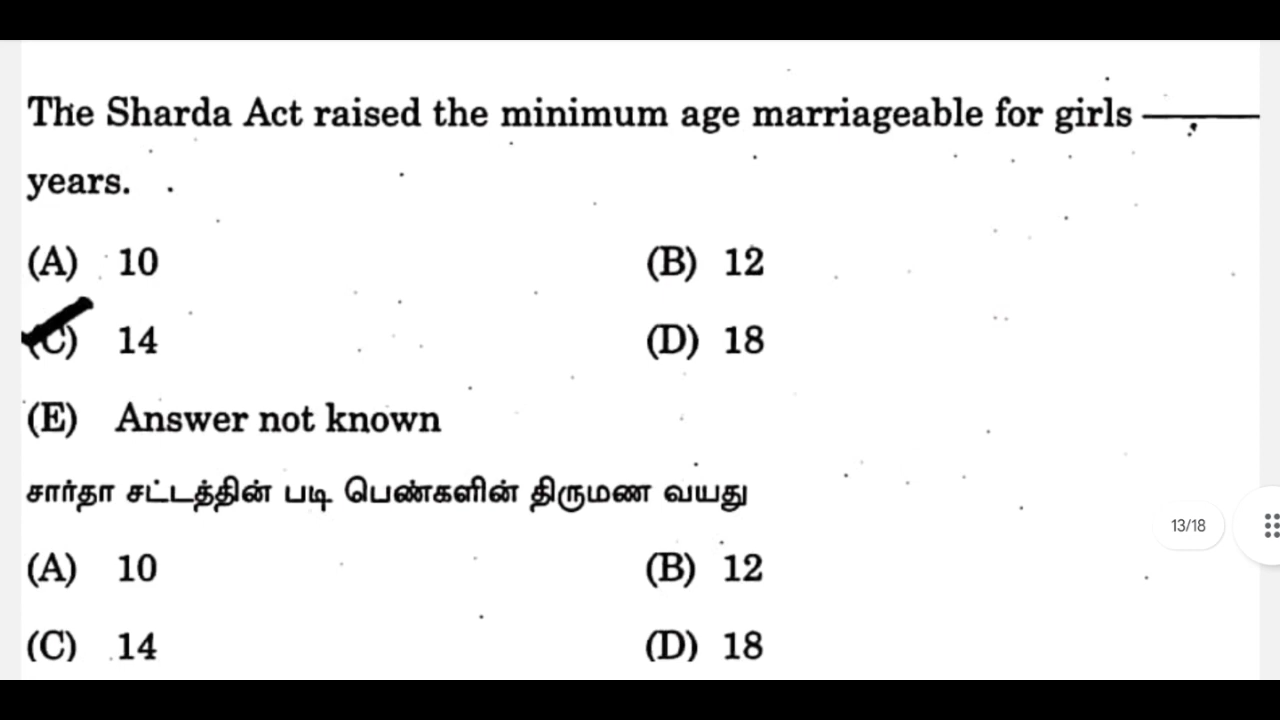 The Sharda Act raised the minimum age marriageable for girls ————
years.
(A) 10 (B) 12
(C) 14 (D) 18
(E) Answer not known
சார்தா சட்டத்தின் படி பெண்களின் திருமண வயது
13/18
(A) 10 (B) 12
(C) 14 (D) 18